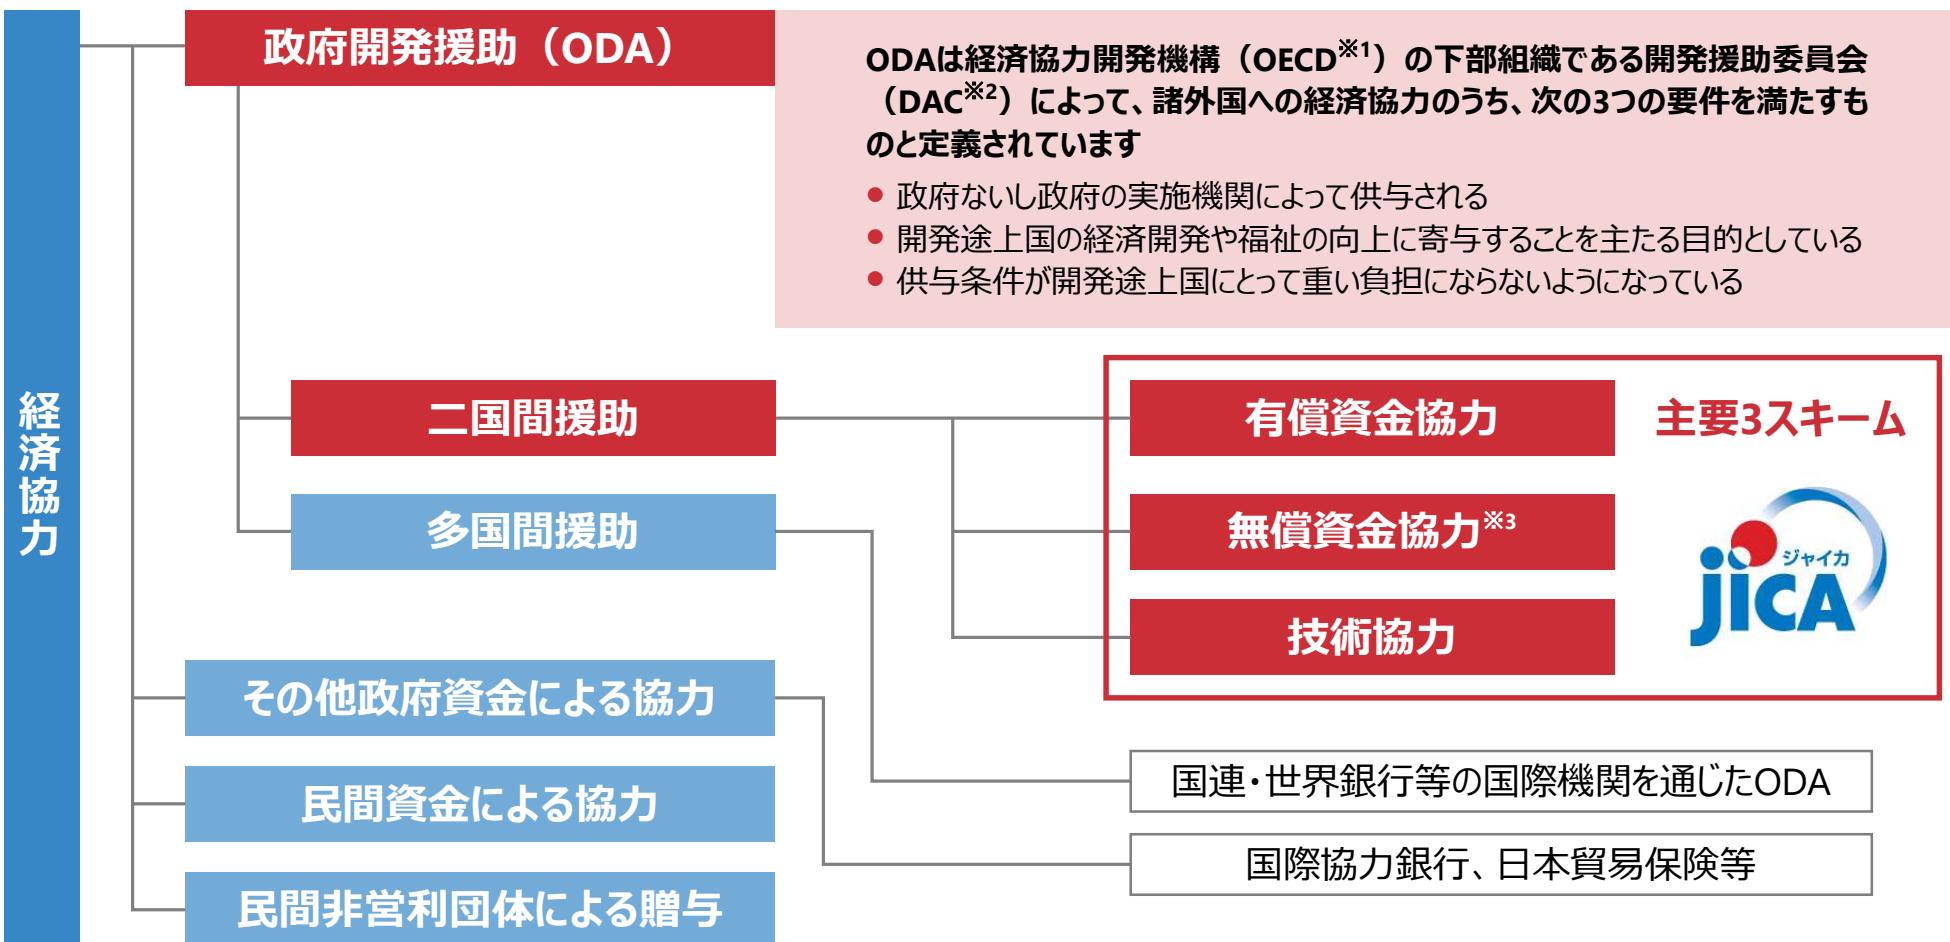 経済協力
政府開発援助（ODA）
ODAは経済協力開発機構（OECD※1）の下部組織である開発援助委員会
（DAC※2）によって、諸外国への経済協力のうち、次の3つの要件を満たすも
のと定義されています
● 政府ないし政府の実施機関によって供与される
● 開発途上国の経済開発や福祉の向上に寄与することを主たる目的としている
● 供与条件が開発途上国にとって重い負担にならないようになっている
二国間援助
有償資金協力
主要3スキーム
多国間援助
無償資金協力※3
ジャイカ
JICA
技術協力
その他政府資金による協力
国連・世界銀行等の国際機関を通じたODA
民間資金による協力
国際協力銀行、日本貿易保険等
民間非営利団体による贈与